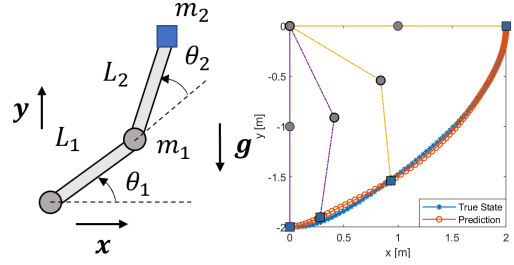 m₂
L₂
θ₂
y
L₁
m₁
g
θ₁
x
0
-0.5
-1
-1.5
-2
y [m]
0
0.5
1
1.5
2
x [m]
True State
Prediction